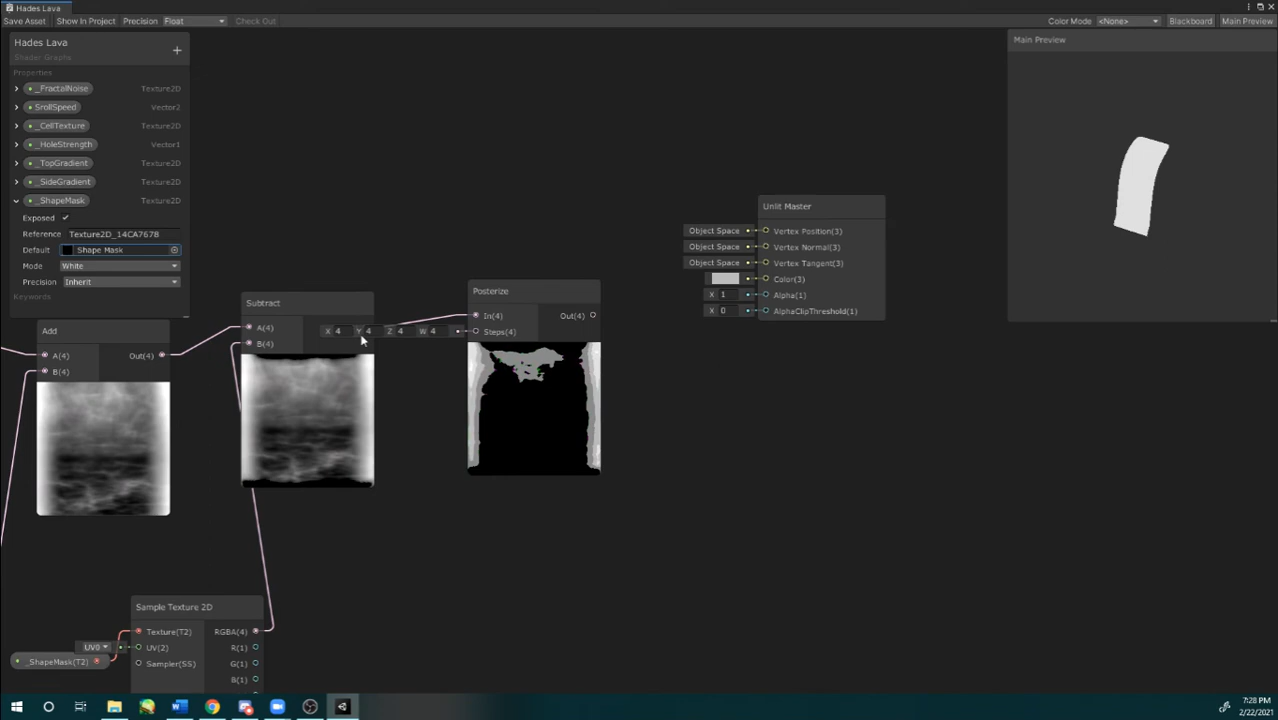 Hades Lava
Save Asset Show In Project Precision Float Check Out Color Mode <None> Blackboard Main Preview
Hades Lava
Shader Graphs
Properties
_FractalNoise Texture2D
SrollSpeed Vector2
_CellTexture Texture2D
_HoleStrength Vector1
_TopGradient Texture2D
_SideGradient Texture2D
_ShapeMask Texture2D
Exposed
Reference Texture2D_14CA7678
Default Shape Mask
Mode White
Precision Inherit
Keywords
Main Preview
Add
A(4) Out(4)
B(4)
Subtract
A(4)
B(4)
X 4 Y 4 Z 4 W 4
Posterize
In(4) Out(4)
Steps(4)
Unlit Master
Object Space Vertex Position(3)
Object Space Vertex Normal(3)
Object Space Vertex Tangent(3)
Color(3)
X 1 Alpha(1)
X 0 AlphaClipThreshold(1)
Sample Texture 2D
Texture(T2) RGBA(4)
UV0 UV(2) R(1)
_ShapeMask(T2) Sampler(SS) G(1)
B(1)
7:28 PM
2/22/2021